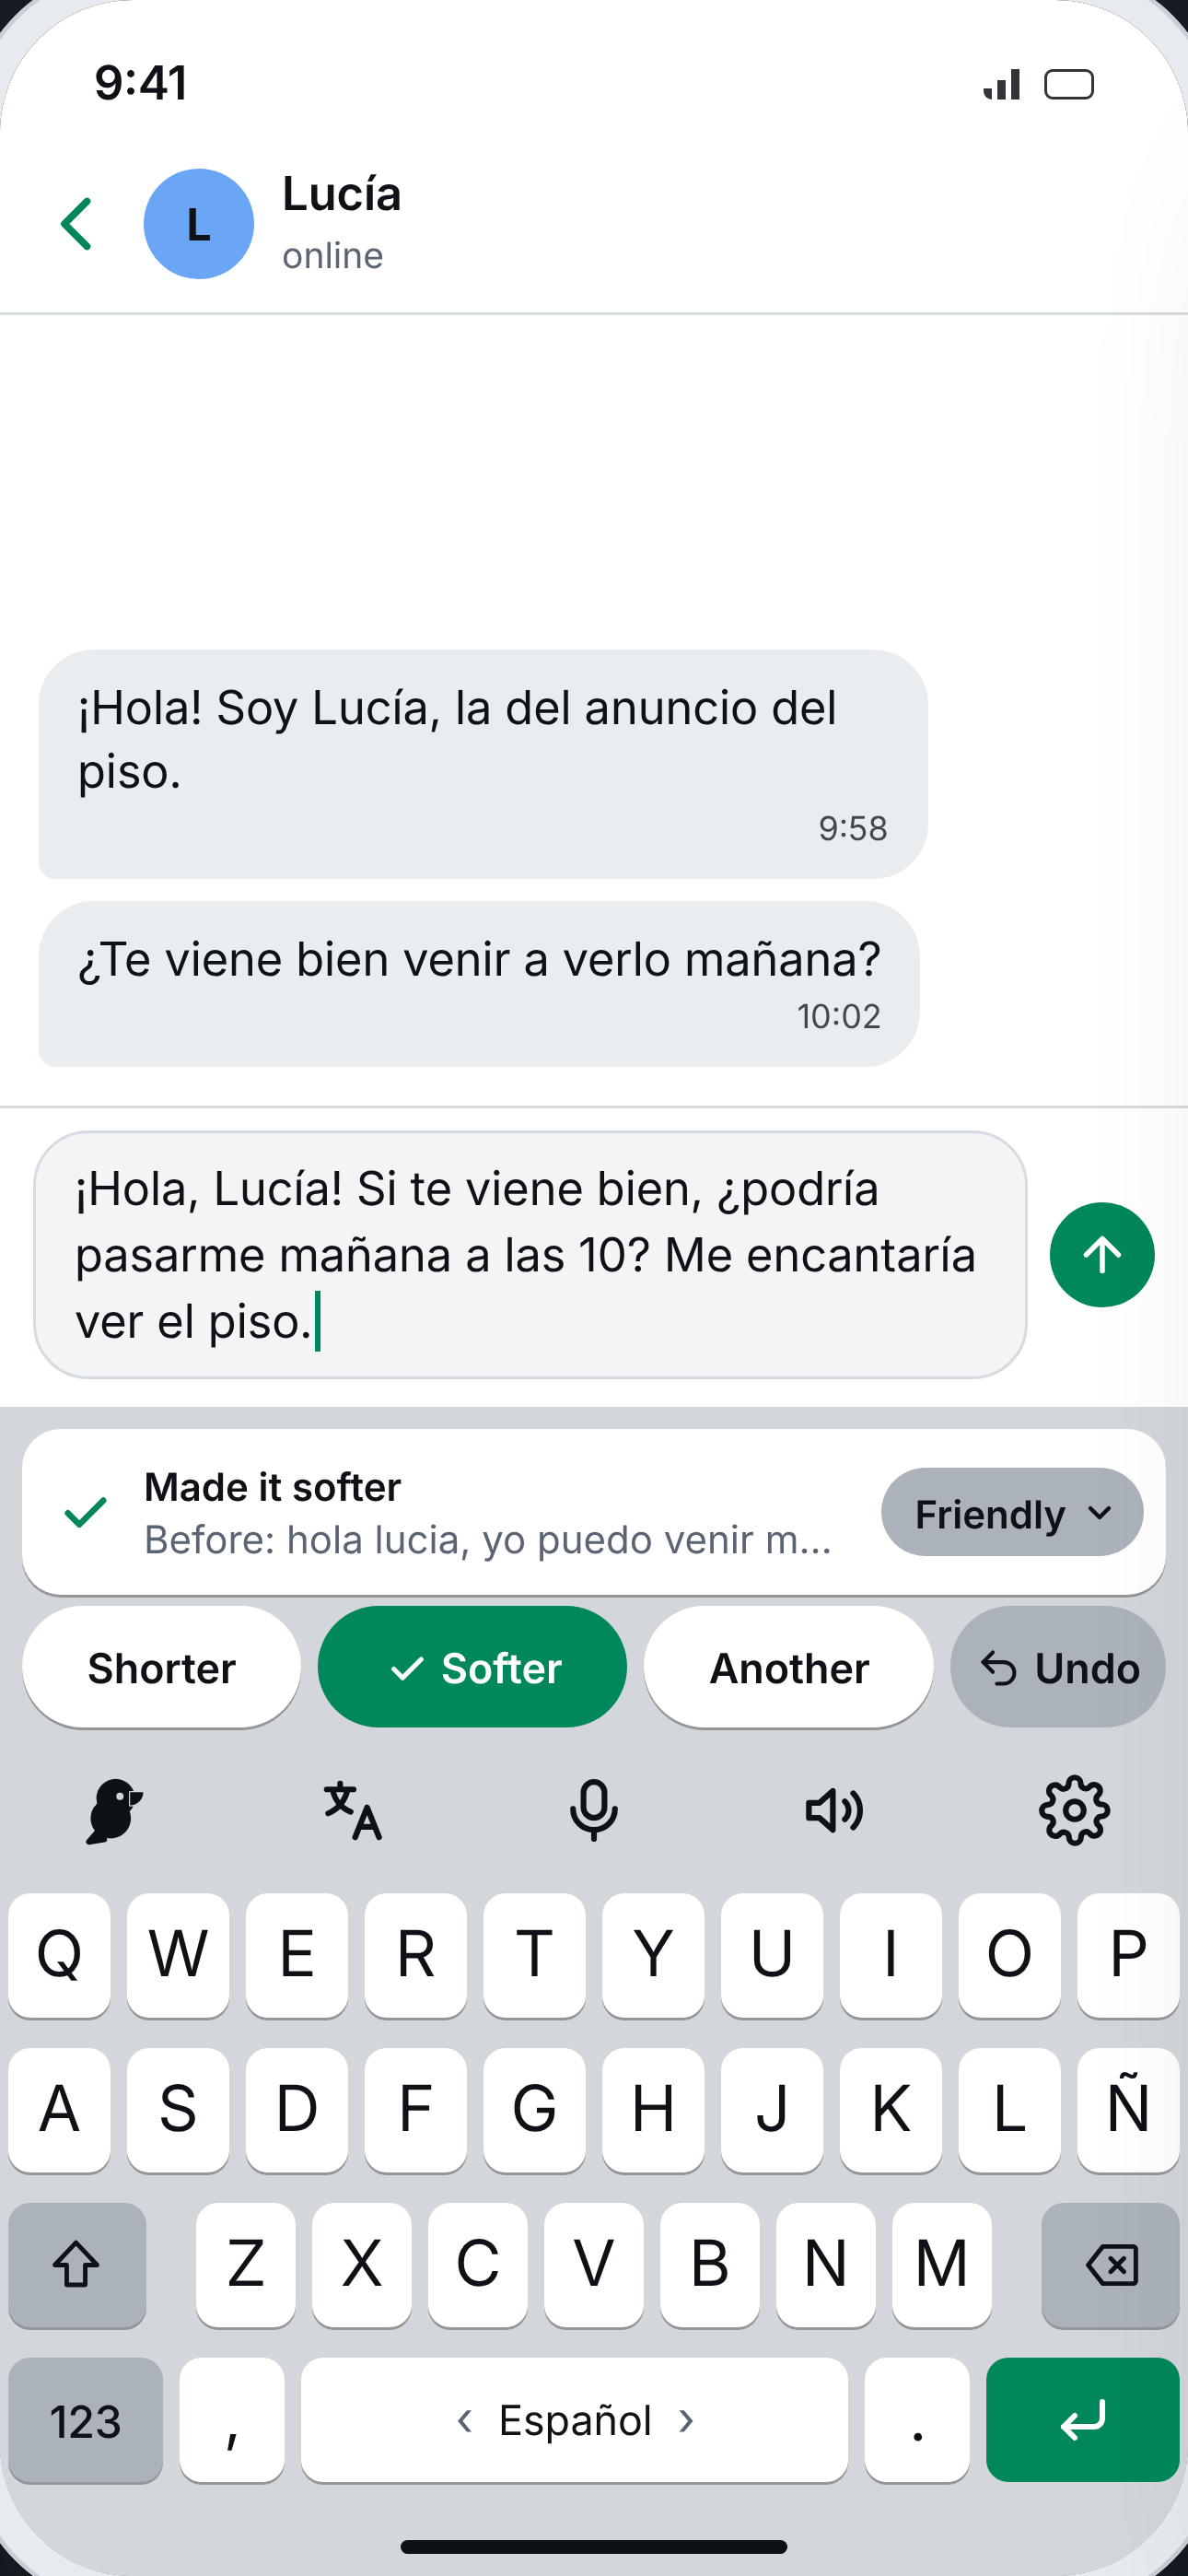 9:41
L
Lucía
online
¡Hola! Soy Lucía, la del anuncio del
piso.
9:58
¿Te viene bien venir a verlo mañana?
10:02
¡Hola, Lucía! Si te viene bien, ¿podría
pasarme mañana a las 10? Me encantaría
ver el piso.
Made it softer
Before: hola lucia, yo puedo venir m...
Friendly
Shorter
Softer
Another
Undo
Q W E R T Y U I O P
A S D F G H J K L Ñ
Z X C V B N M
123 , ‹ Español › .